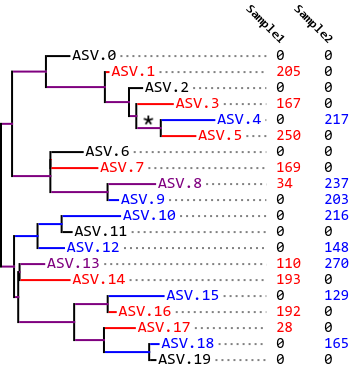 Sample1 Sample2
ASV.0 0 0
ASV.1 205 0
ASV.2 0 0
ASV.3 167 0
* ASV.4 0 217
ASV.5 250 0
ASV.6 0 0
ASV.7 169 0
ASV.8 34 237
ASV.9 0 203
ASV.10 0 216
ASV.11 0 0
ASV.12 0 148
ASV.13 110 270
ASV.14 193 0
ASV.15 0 129
ASV.16 192 0
ASV.17 28 0
ASV.18 0 165
ASV.19 0 0